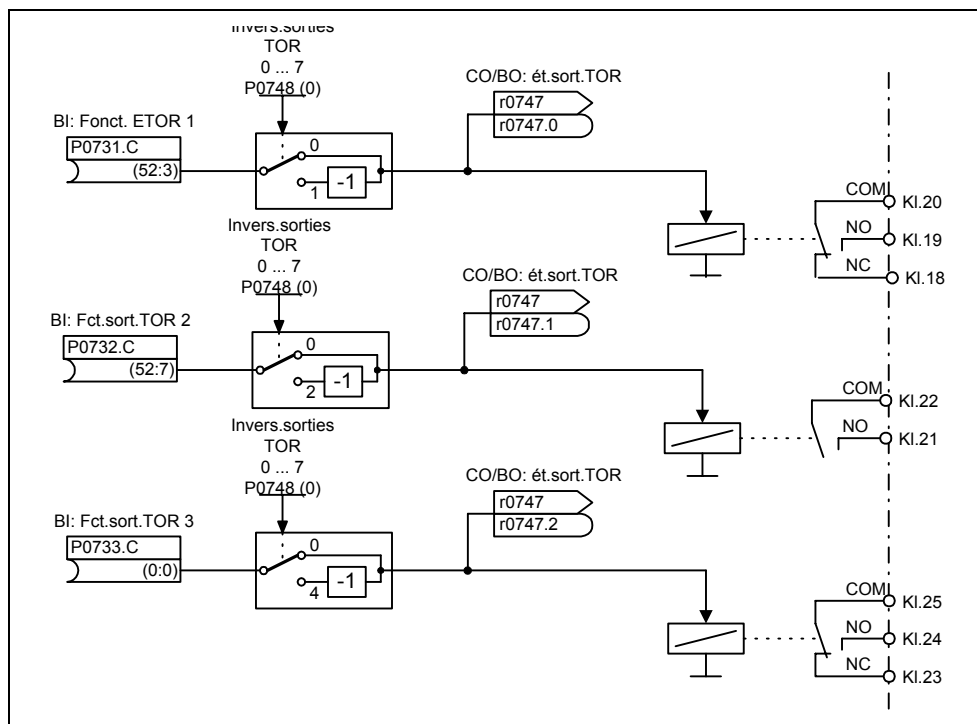 Invers.sorties
TOR
0 ... 7
P0748 (0)
CO/BO: ét.sort.TOR
r0747
r0747.0
BI: Fonct. ETOR 1
P0731.C
(52:3)
0
1
-1
COM
Kl.20
NO
Kl.19
NC
Kl.18
Invers.sorties
TOR
0 ... 7
P0748 (0)
CO/BO: ét.sort.TOR
r0747
r0747.1
BI: Fct.sort.TOR 2
P0732.C
(52:7)
0
2
-1
COM
Kl.22
NO
Kl.21
Invers.sorties
TOR
0 ... 7
P0748 (0)
CO/BO: ét.sort.TOR
r0747
r0747.2
BI: Fct.sort.TOR 3
P0733.C
(0:0)
0
4
-1
COM
Kl.25
NO
Kl.24
NC
Kl.23